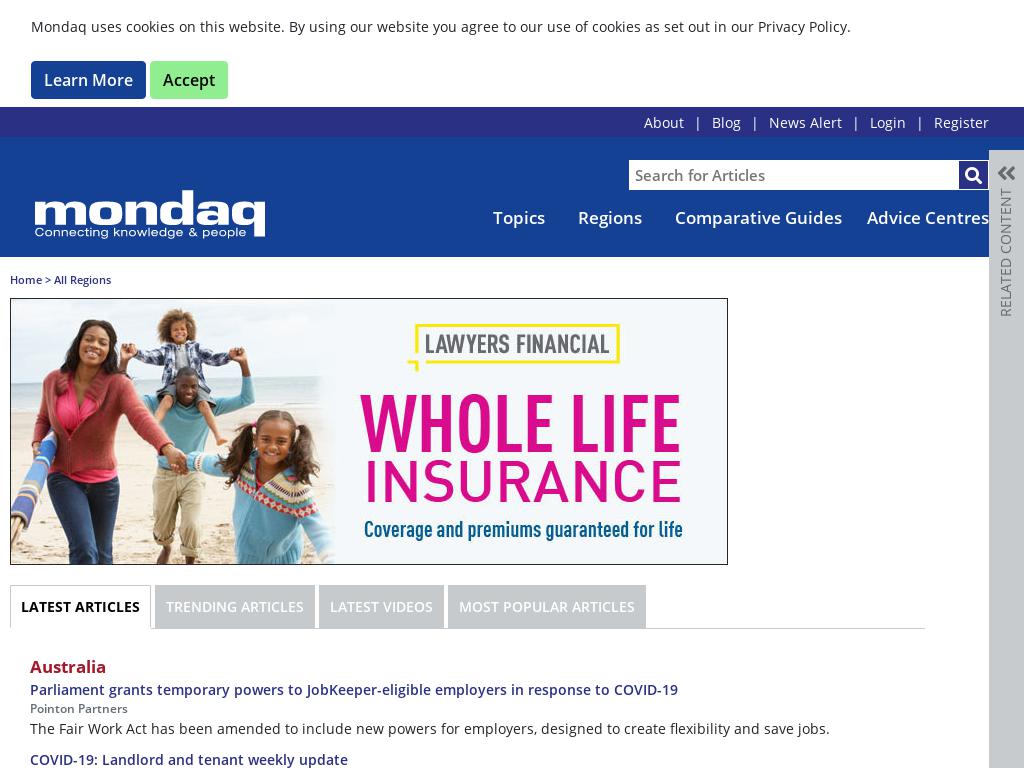 Mondaq uses cookies on this website. By using our website you agree to our use of cookies as set out in our Privacy Policy.
Learn More Accept
About | Blog | News Alert | Login | Register
Search for Articles
mondaq
Connecting knowledge & people
Topics Regions Comparative Guides Advice Centres
RELATED CONTENT
Home > All Regions
LAWYERS FINANCIAL
WHOLE LIFE
INSURANCE
Coverage and premiums guaranteed for life
LATEST ARTICLES TRENDING ARTICLES LATEST VIDEOS MOST POPULAR ARTICLES
Australia
Parliament grants temporary powers to JobKeeper-eligible employers in response to COVID-19
Pointon Partners
The Fair Work Act has been amended to include new powers for employers, designed to create flexibility and save jobs.
COVID-19: Landlord and tenant weekly update